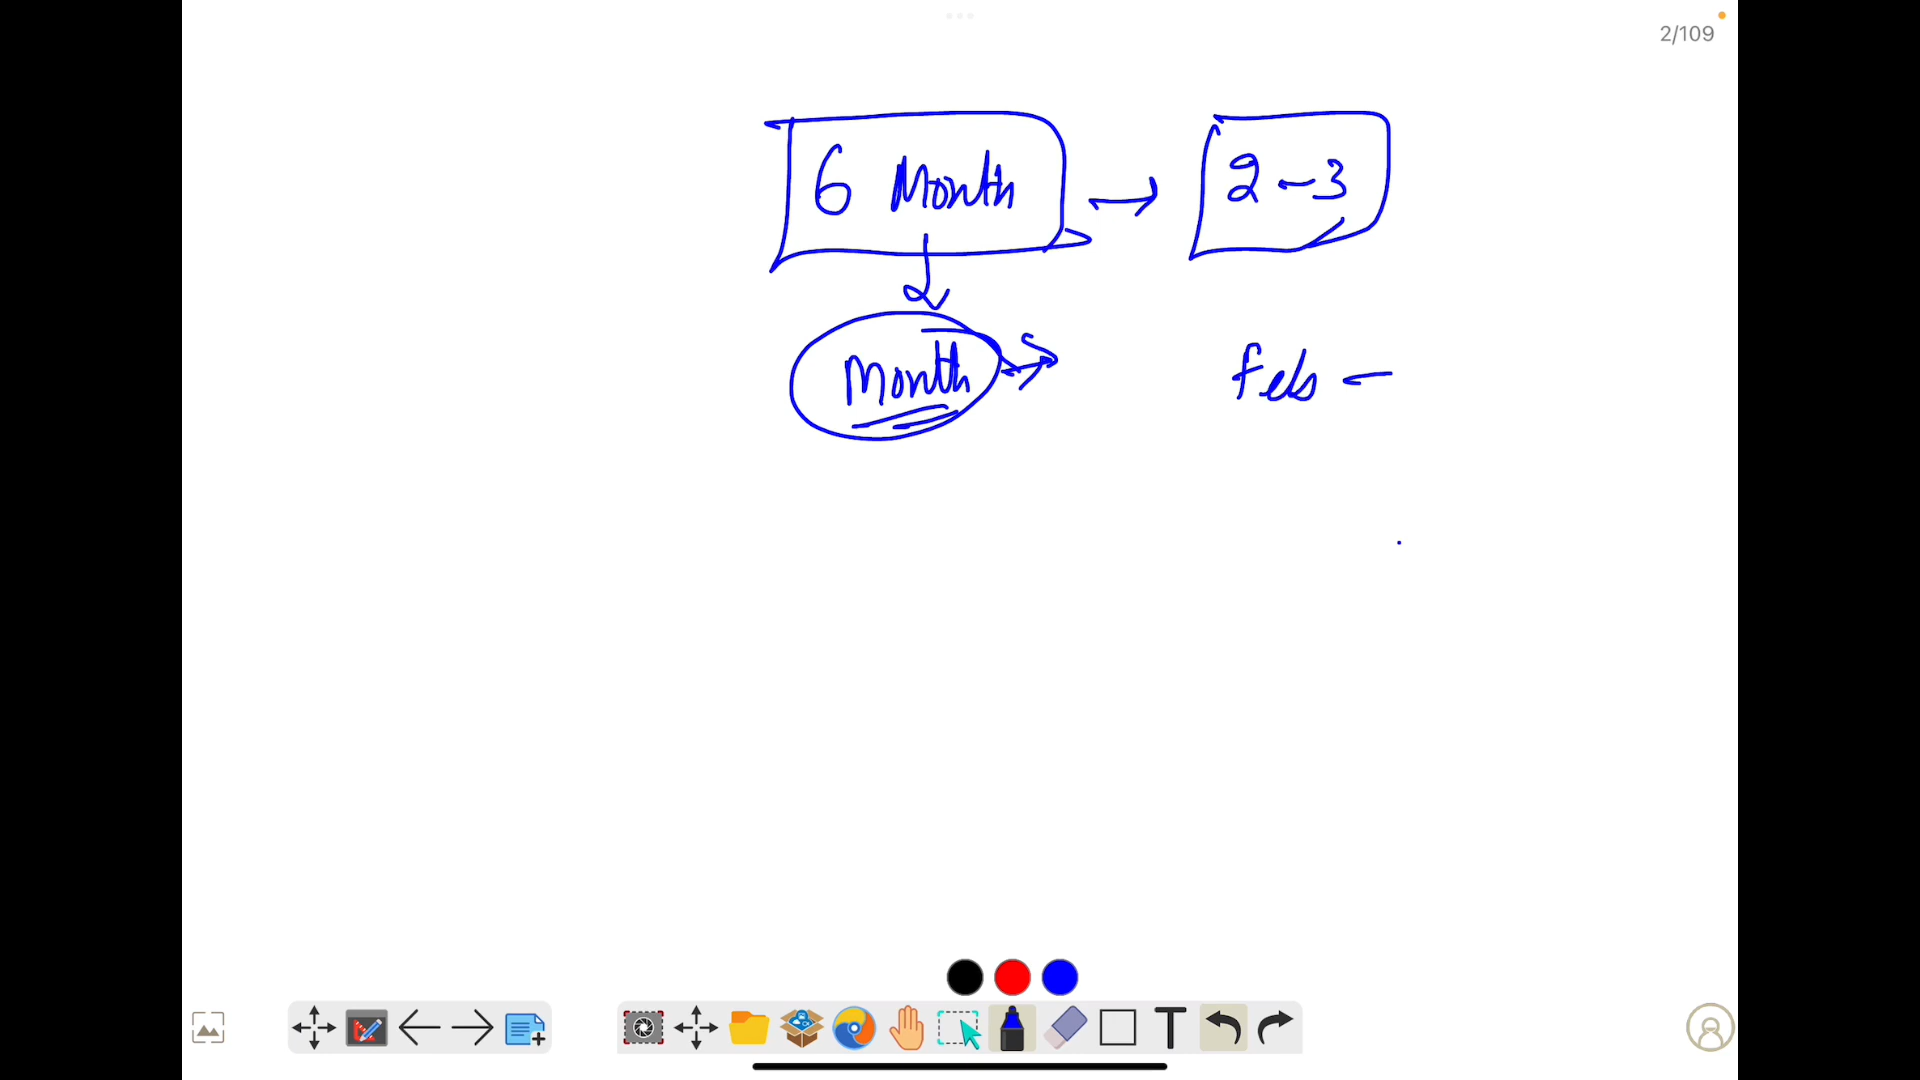 2/109
6 Month → 2-3
Month →
Feb -
T